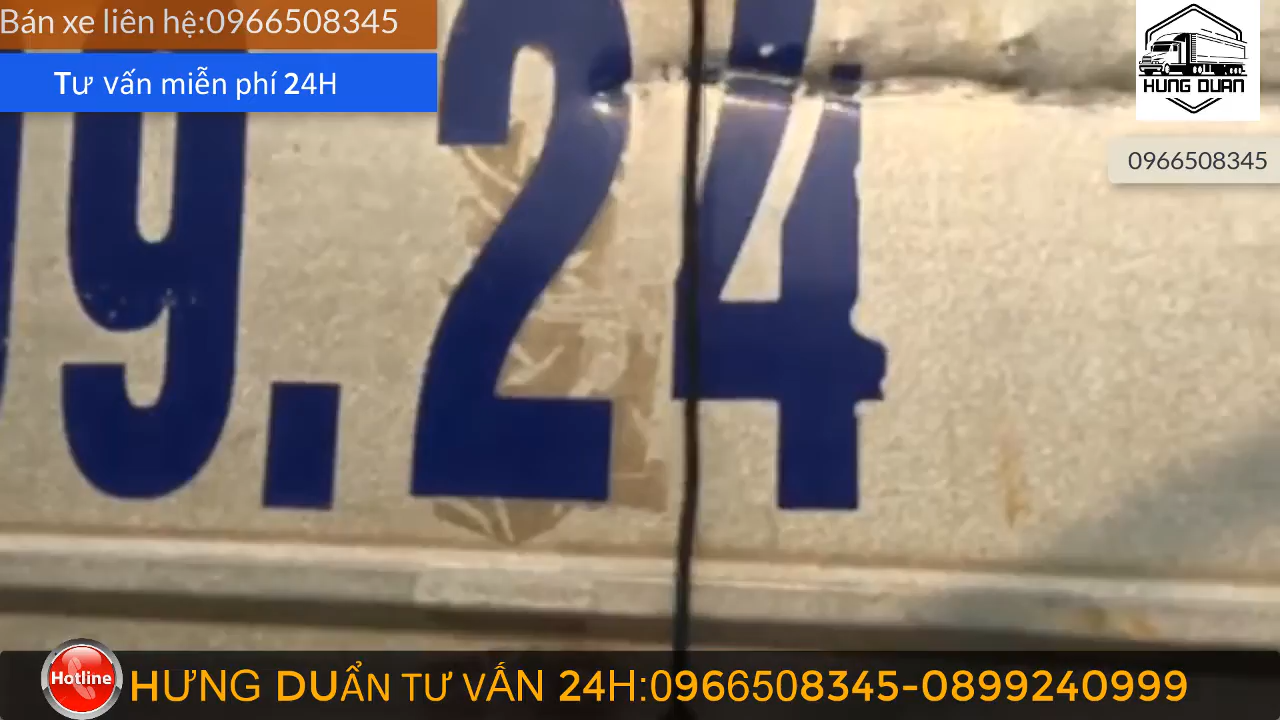 Bán xe liên hệ:0966508345
Tư vấn miễn phí 24H
HUNG DUAN
0966508345
9.24
Hotline
HƯNG DUẨN TƯ VẤN 24H:0966508345-0899240999